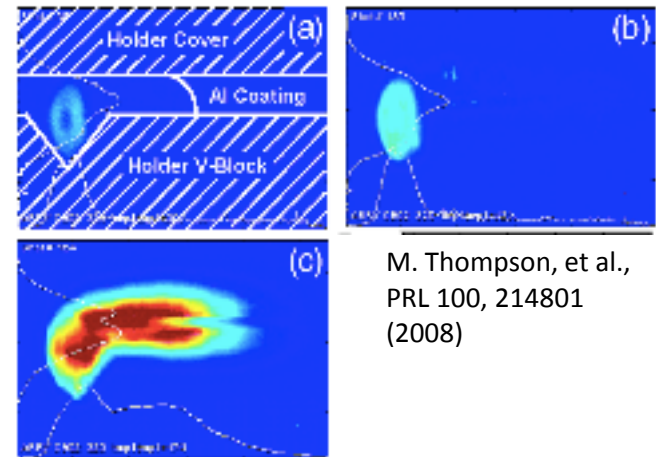 (a)
Holder Cover
Al Coating
Holder V-Block
(b)
(c)
M. Thompson, et al.,
PRL 100, 214801
(2008)